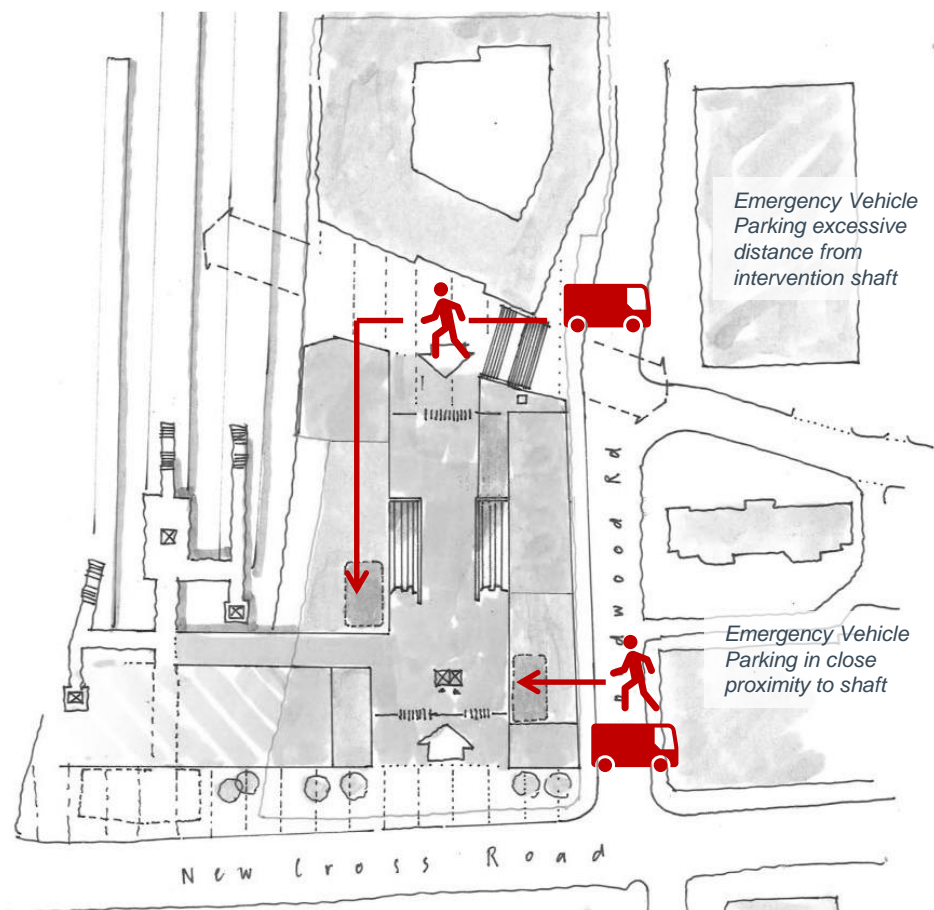 Emergency Vehicle
Parking excessive
distance from
intervention shaft
Emergency Vehicle
Parking in close
proximity to shaft
New Cross Road